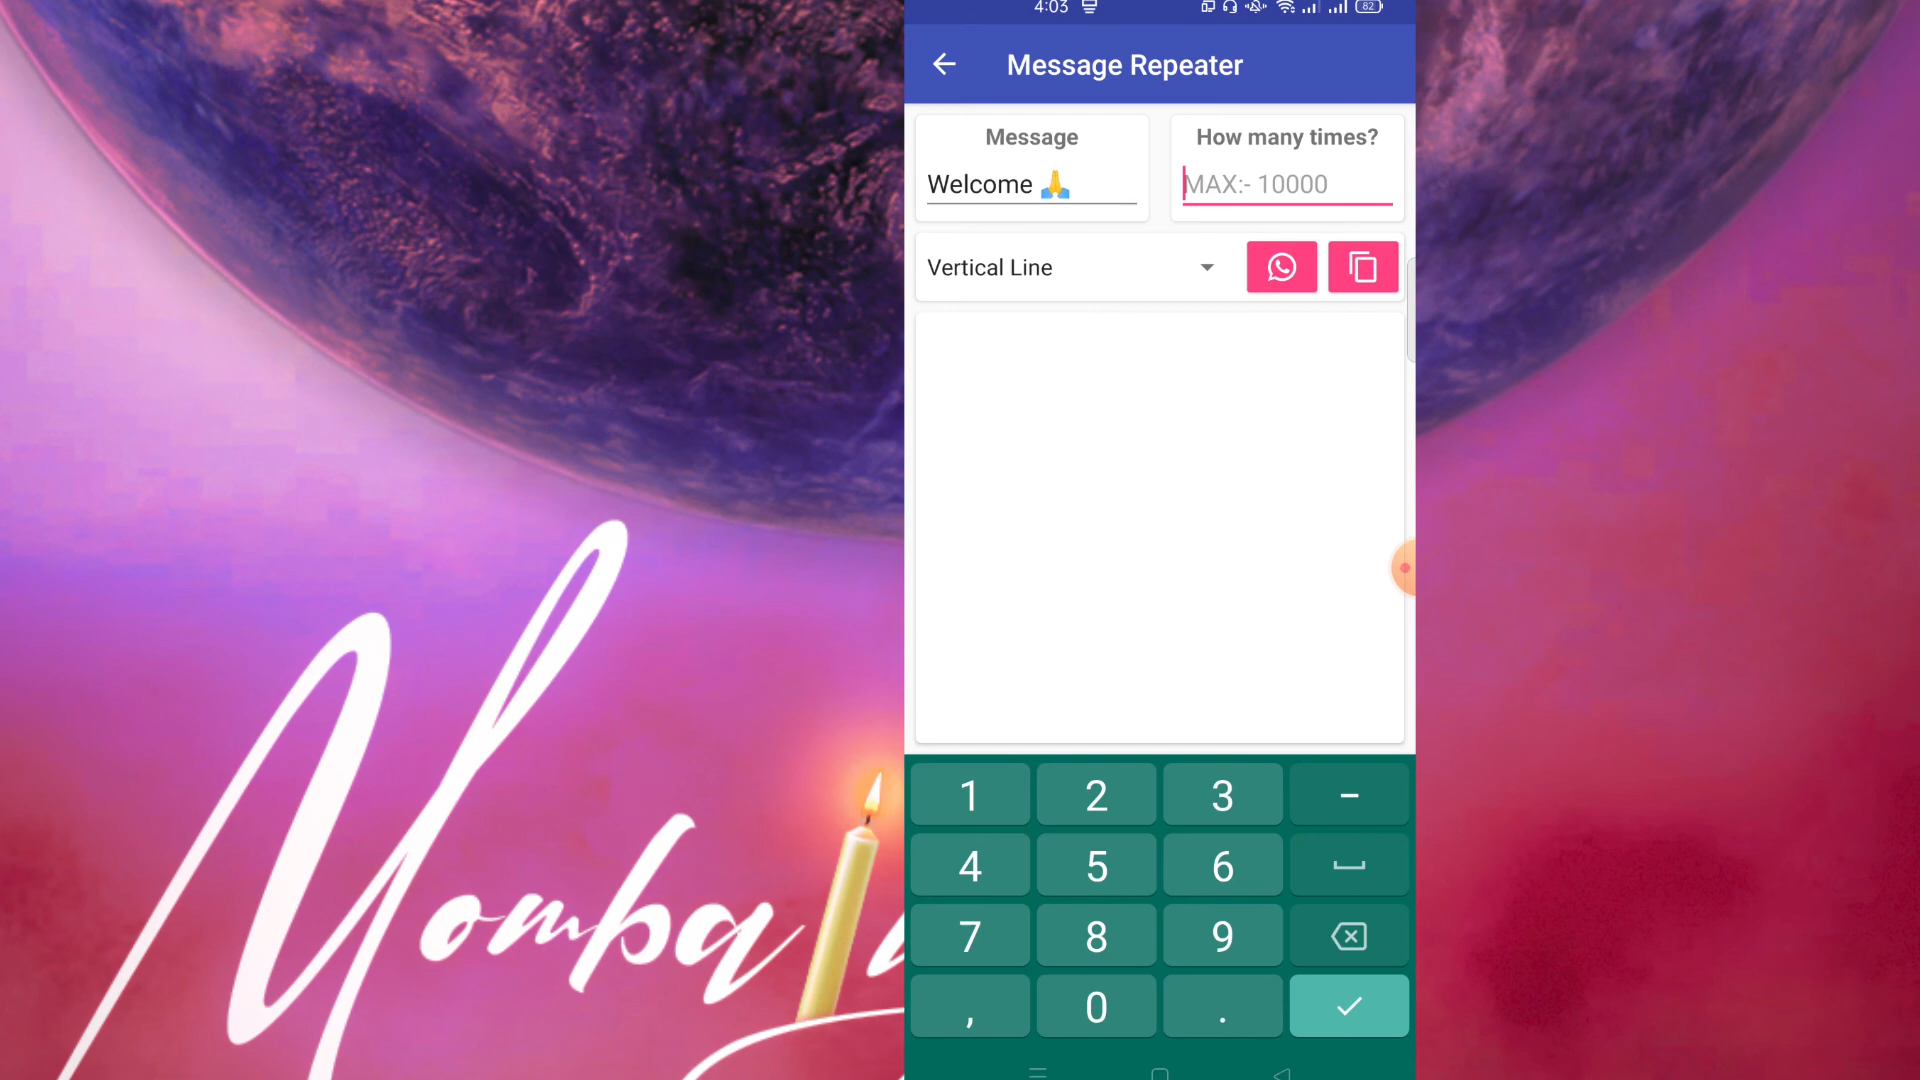 4:03
82
Message Repeater
Message
How many times?
Welcome 🙏
MAX:- 10000
Vertical Line
1 2 3 –
4 5 6
7 8 9
, 0 .